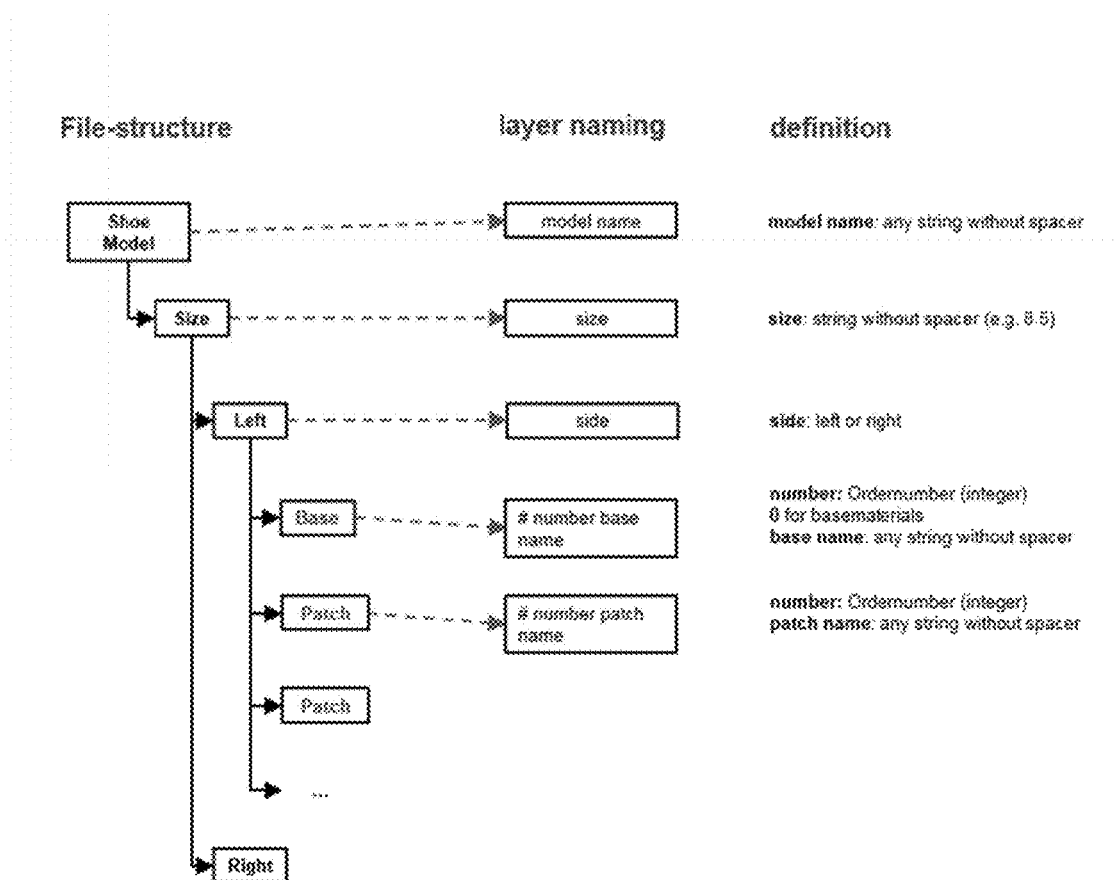 File-structure layer naming definition
Shoe
Model
model name
model name: any string without spacer
Size
size
size: string without spacer (e.g. 8.5)
Left
side
side: left or right
Base
# number base
name
number: Ordernumber (integer)
0 for basematerials
base name: any string without spacer
Patch
# number patch
name
number: Ordernumber (integer)
patch name: any string without spacer
Patch
...
Right